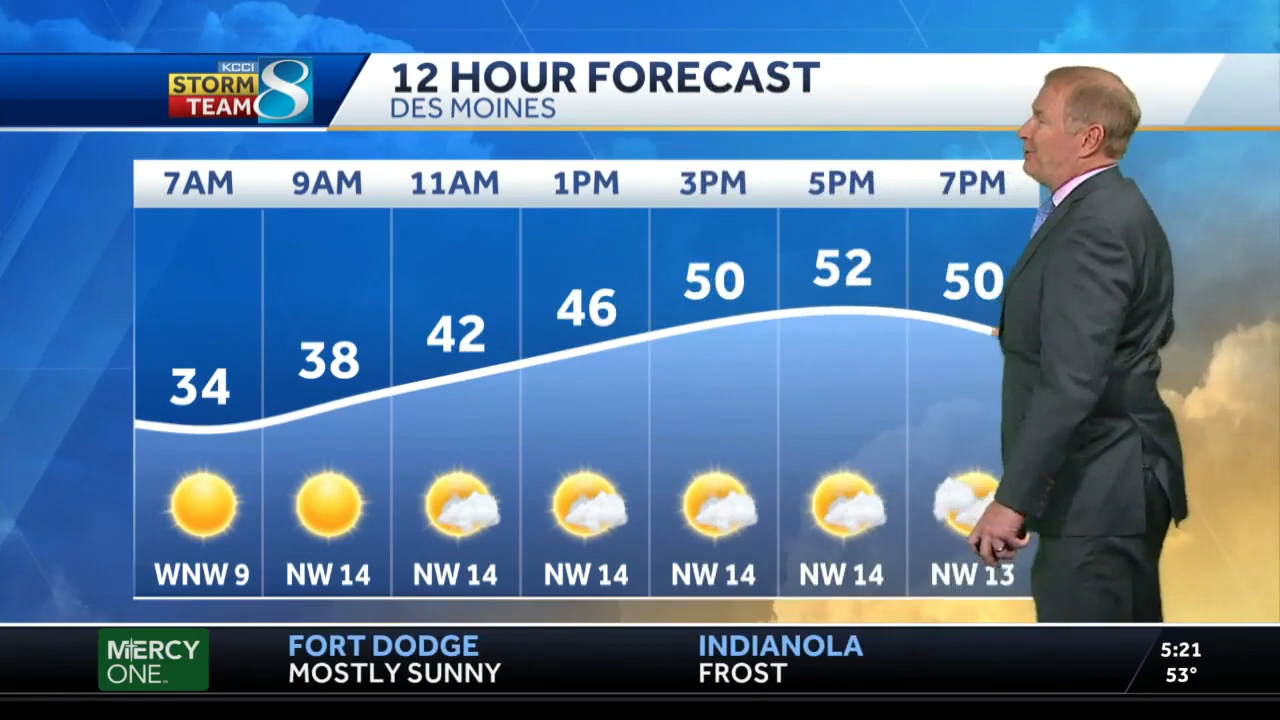 KCCI
STORM
TEAM 8
12 HOUR FORECAST
DES MOINES
7AM 9AM 11AM 1PM 3PM 5PM 7PM
34 38 42 46 50 52 50
WNW 9 NW 14 NW 14 NW 14 NW 14 NW 14 NW 13
MERCY
ONE
FORT DODGE
MOSTLY SUNNY
INDIANOLA
FROST
5:21
53°